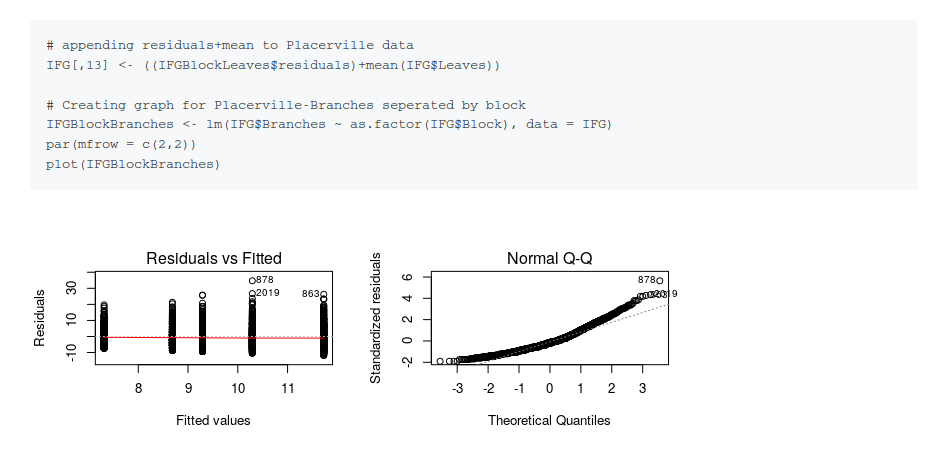 # appending residuals+mean to Placerville data
IFG[,13] <- ((IFGBlockLeaves$residuals)+mean(IFG$Leaves))
# Creating graph for Placerville-Branches seperated by block
IFGBlockBranches <- lm(IFG$Branches ~ as.factor(IFG$Block), data = IFG)
par(mfrow = c(2,2))
plot(IFGBlockBranches)
Residuals vs Fitted
Residuals
30
10
-10
878
2019
863
8 9 10 11
Fitted values
Normal Q-Q
Standardized residuals
6
4
2
0
-2
878
2019
-3 -2 -1 0 1 2 3
Theoretical Quantiles